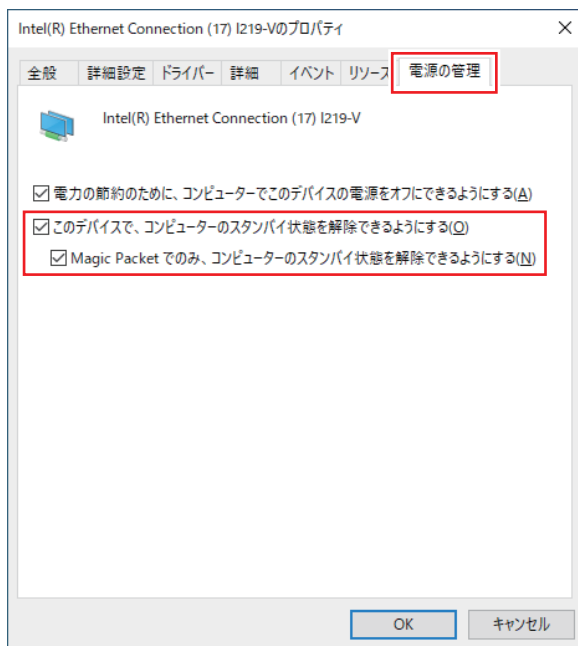 Intel(R) Ethernet Connection (17) I219-Vのプロパティ
全般 詳細設定 ドライバー 詳細 イベント リソース 電源の管理
Intel(R) Ethernet Connection (17) I219-V
電力の節約のために、コンピューターでこのデバイスの電源をオフにできるようにする(A)
このデバイスで、コンピューターのスタンバイ状態を解除できるようにする(O)
Magic Packet でのみ、コンピューターのスタンバイ状態を解除できるようにする(N)
OK キャンセル